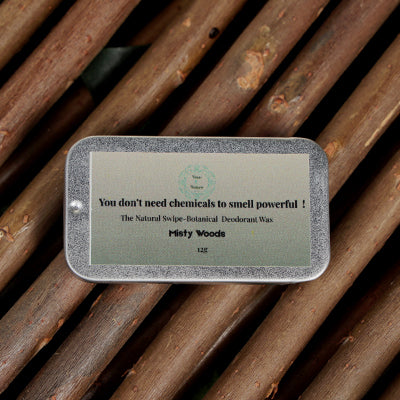 You don't need chemicals to smell powerful !
The Natural Swipe-Botanical Deodorant Wax
Misty Woods
12g